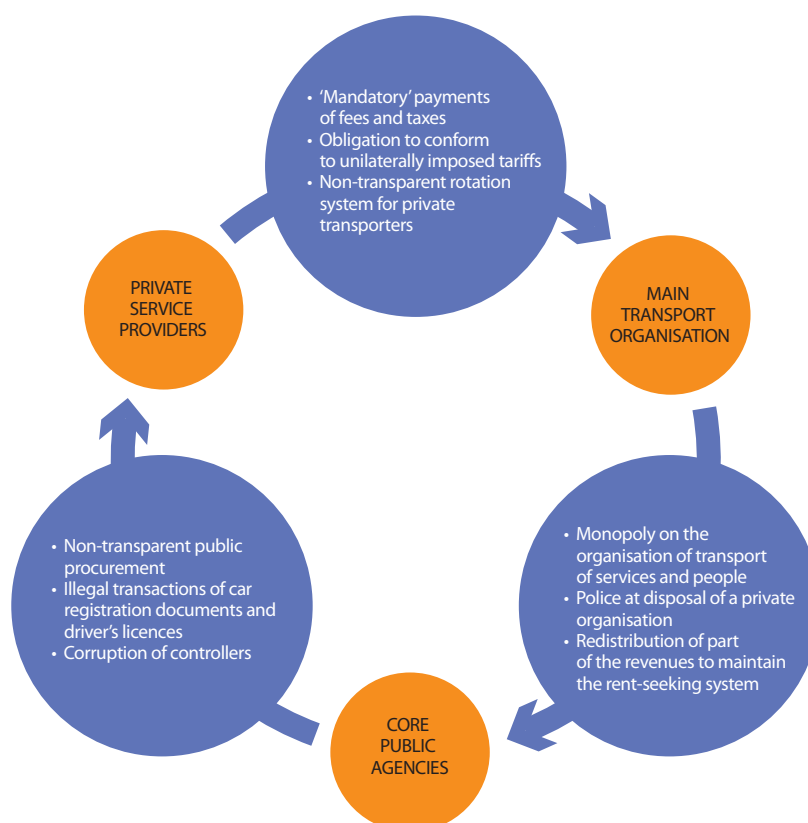 • ‘Mandatory’ payments
of fees and taxes
• Obligation to conform
to unilaterally imposed tariffs
• Non-transparent rotation
system for private
transporters
PRIVATE
SERVICE
PROVIDERS
MAIN
TRANSPORT
ORGANISATION
• Non-transparent public
procurement
• Illegal transactions of car
registration documents and
driver’s licences
• Corruption of controllers
• Monopoly on the
organisation of transport
of services and people
• Police at disposal of a private
organisation
• Redistribution of part
of the revenues to maintain
the rent-seeking system
CORE
PUBLIC
AGENCIES